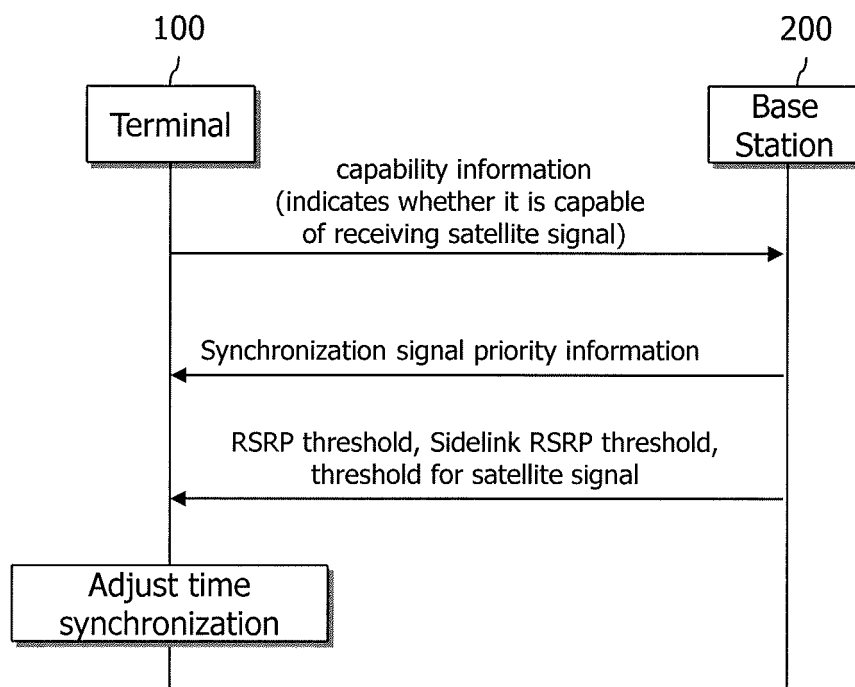 100
200
Terminal
Base
Station
capability information
(indicates whether it is capable
of receiving satellite signal)
Synchronization signal priority information
RSRP threshold, Sidelink RSRP threshold,
threshold for satellite signal
Adjust time
synchronization